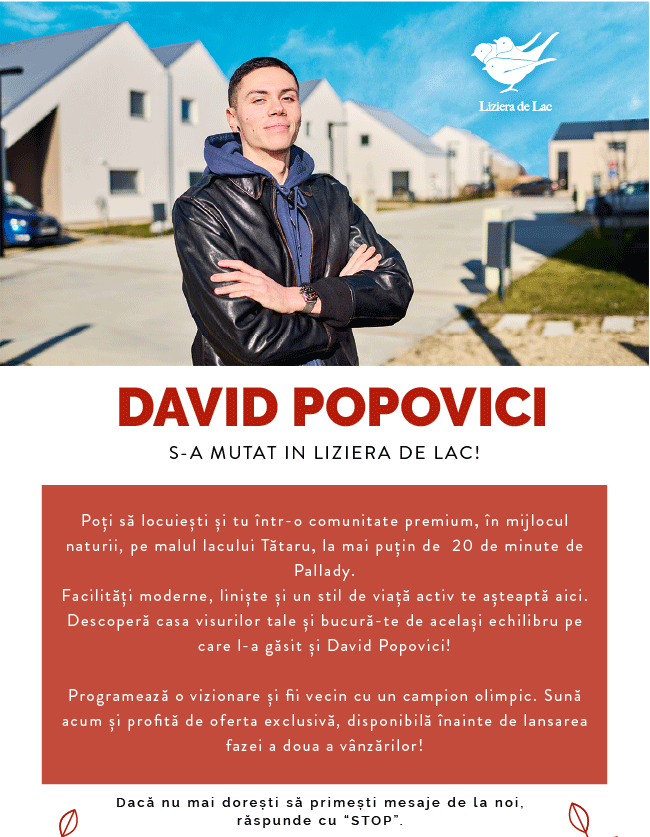 Liziera de Lac
DAVID POPOVICI
S-A MUTAT IN LIZIERA DE LAC!
Poți să locuiești și tu într-o comunitate premium, în mijlocul
naturii, pe malul lacului Tătaru, la mai puțin de  20 de minute de
Pallady.
Facilități moderne, liniște și un stil de viață activ te așteaptă aici.
Descoperă casa visurilor tale și bucură-te de același echilibru pe
care l-a găsit și David Popovici!
Programează o vizionare și fii vecin cu un campion olimpic. Sună
acum și profită de oferta exclusivă, disponibilă înainte de lansarea
fazei a doua a vânzărilor!
Dacă nu mai dorești să primești mesaje de la noi,
răspunde cu “STOP”.